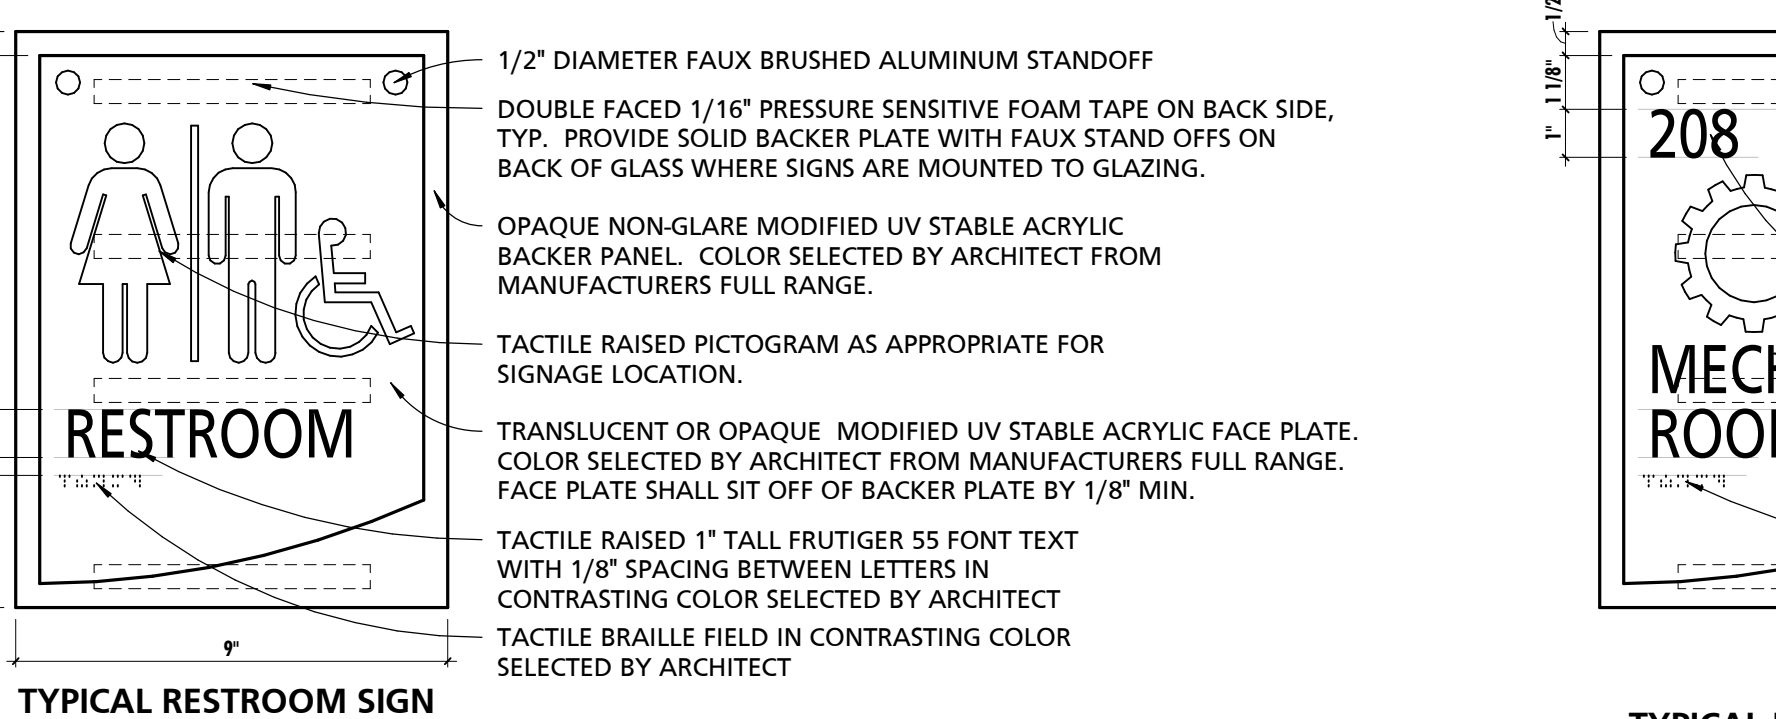 1/2" DIAMETER FAUX BRUSHED ALUMINUM STANDOFF
DOUBLE FACED 1/16" PRESSURE SENSITIVE FOAM TAPE ON BACK SIDE,
TYP.  PROVIDE SOLID BACKER PLATE WITH FAUX STAND OFFS ON
BACK OF GLASS WHERE SIGNS ARE MOUNTED TO GLAZING.
OPAQUE NON-GLARE MODIFIED UV STABLE ACRYLIC
BACKER PANEL.  COLOR SELECTED BY ARCHITECT FROM
MANUFACTURERS FULL RANGE.
TACTILE RAISED PICTOGRAM AS APPROPRIATE FOR
SIGNAGE LOCATION.
TRANSLUCENT OR OPAQUE  MODIFIED UV STABLE ACRYLIC FACE PLATE.
COLOR SELECTED BY ARCHITECT FROM MANUFACTURERS FULL RANGE.
FACE PLATE SHALL SIT OFF OF BACKER PLATE BY 1/8" MIN.
RESTROOM
TACTILE RAISED 1" TALL FRUTIGER 55 FONT TEXT
WITH 1/8" SPACING BETWEEN LETTERS IN
CONTRASTING COLOR SELECTED BY ARCHITECT
TACTILE BRAILLE FIELD IN CONTRASTING COLOR
SELECTED BY ARCHITECT
9"
TYPICAL RESTROOM SIGN
1 1/8"
1"
208